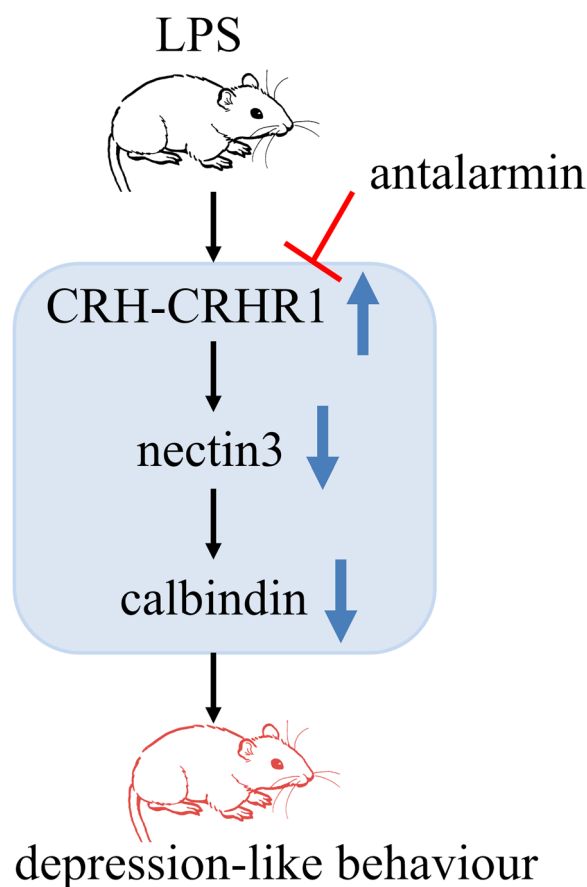 LPS
antalarmin
CRH-CRHR1
nectin3
calbindin
depression-like behaviour